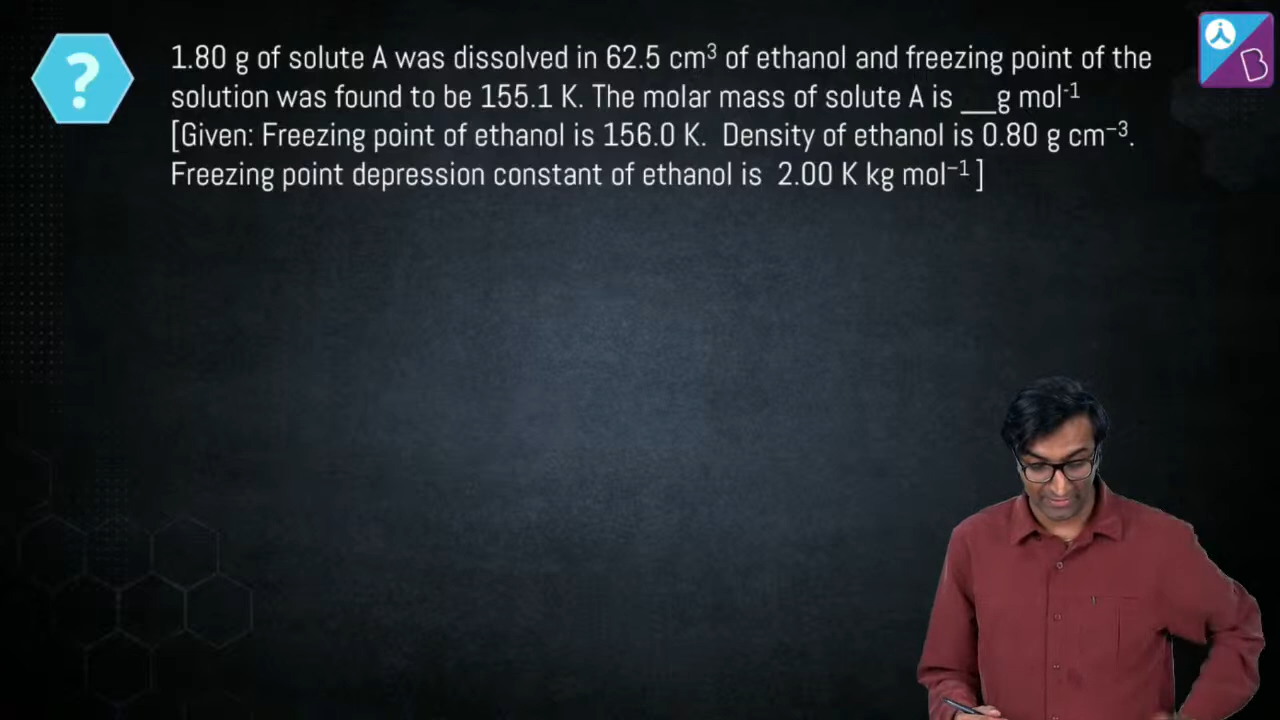 ?
1.80 g of solute A was dissolved in 62.5 cm³ of ethanol and freezing point of the
solution was found to be 155.1 K. The molar mass of solute A is __g mol⁻¹
[Given: Freezing point of ethanol is 156.0 K. Density of ethanol is 0.80 g cm⁻³.
Freezing point depression constant of ethanol is 2.00 K kg mol⁻¹ ]
B